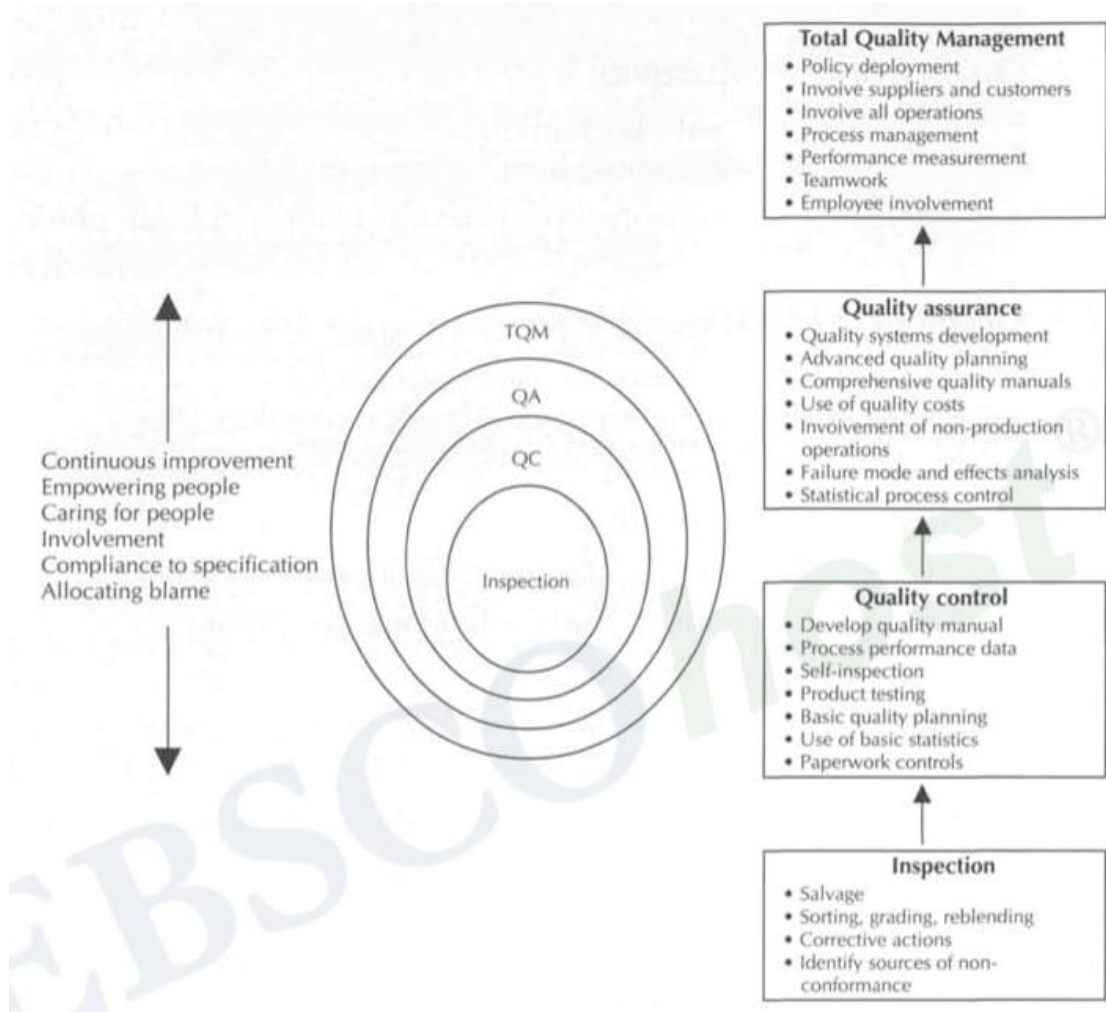 Total Quality Management
• Policy deployment
• Invoive suppliers and customers
• Invoive all operations
• Process management
• Performance measurement
• Teamwork
• Employee invoivement
Quality assurance
• Quality systems development
• Advanced quality planning
• Comprehensive quality manuals
• Use of quality costs
• Invoivement of non-production
operations
• Failure mode and effects analysis
• Statistical process control
Quality control
• Develop quality manual
• Process performance data
• Self-inspection
• Product testing
• Basic quality planning
• Use of basic statistics
• Paperwork controls
Inspection
• Salvage
• Sorting, grading, reblending
• Corrective actions
• Identify sources of non-
conformance
TQM
QA
QC
Inspection
Continuous improvement
Empowering people
Caring for people
Involvement
Compliance to specification
Allocating blame
EBSCOhost®